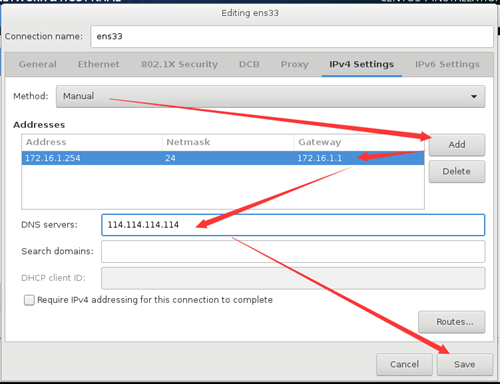 Editing ens33
Connection name: ens33
General Ethernet 802.1X Security DCB Proxy IPv4 Settings IPv6 Settings
Method: Manual
Addresses
Address Netmask Gateway Add
172.16.1.254 24 172.16.1.1
Delete
DNS servers: 114.114.114.114
Search domains:
DHCP client ID:
Require IPv4 addressing for this connection to complete
Routes...
Cancel Save